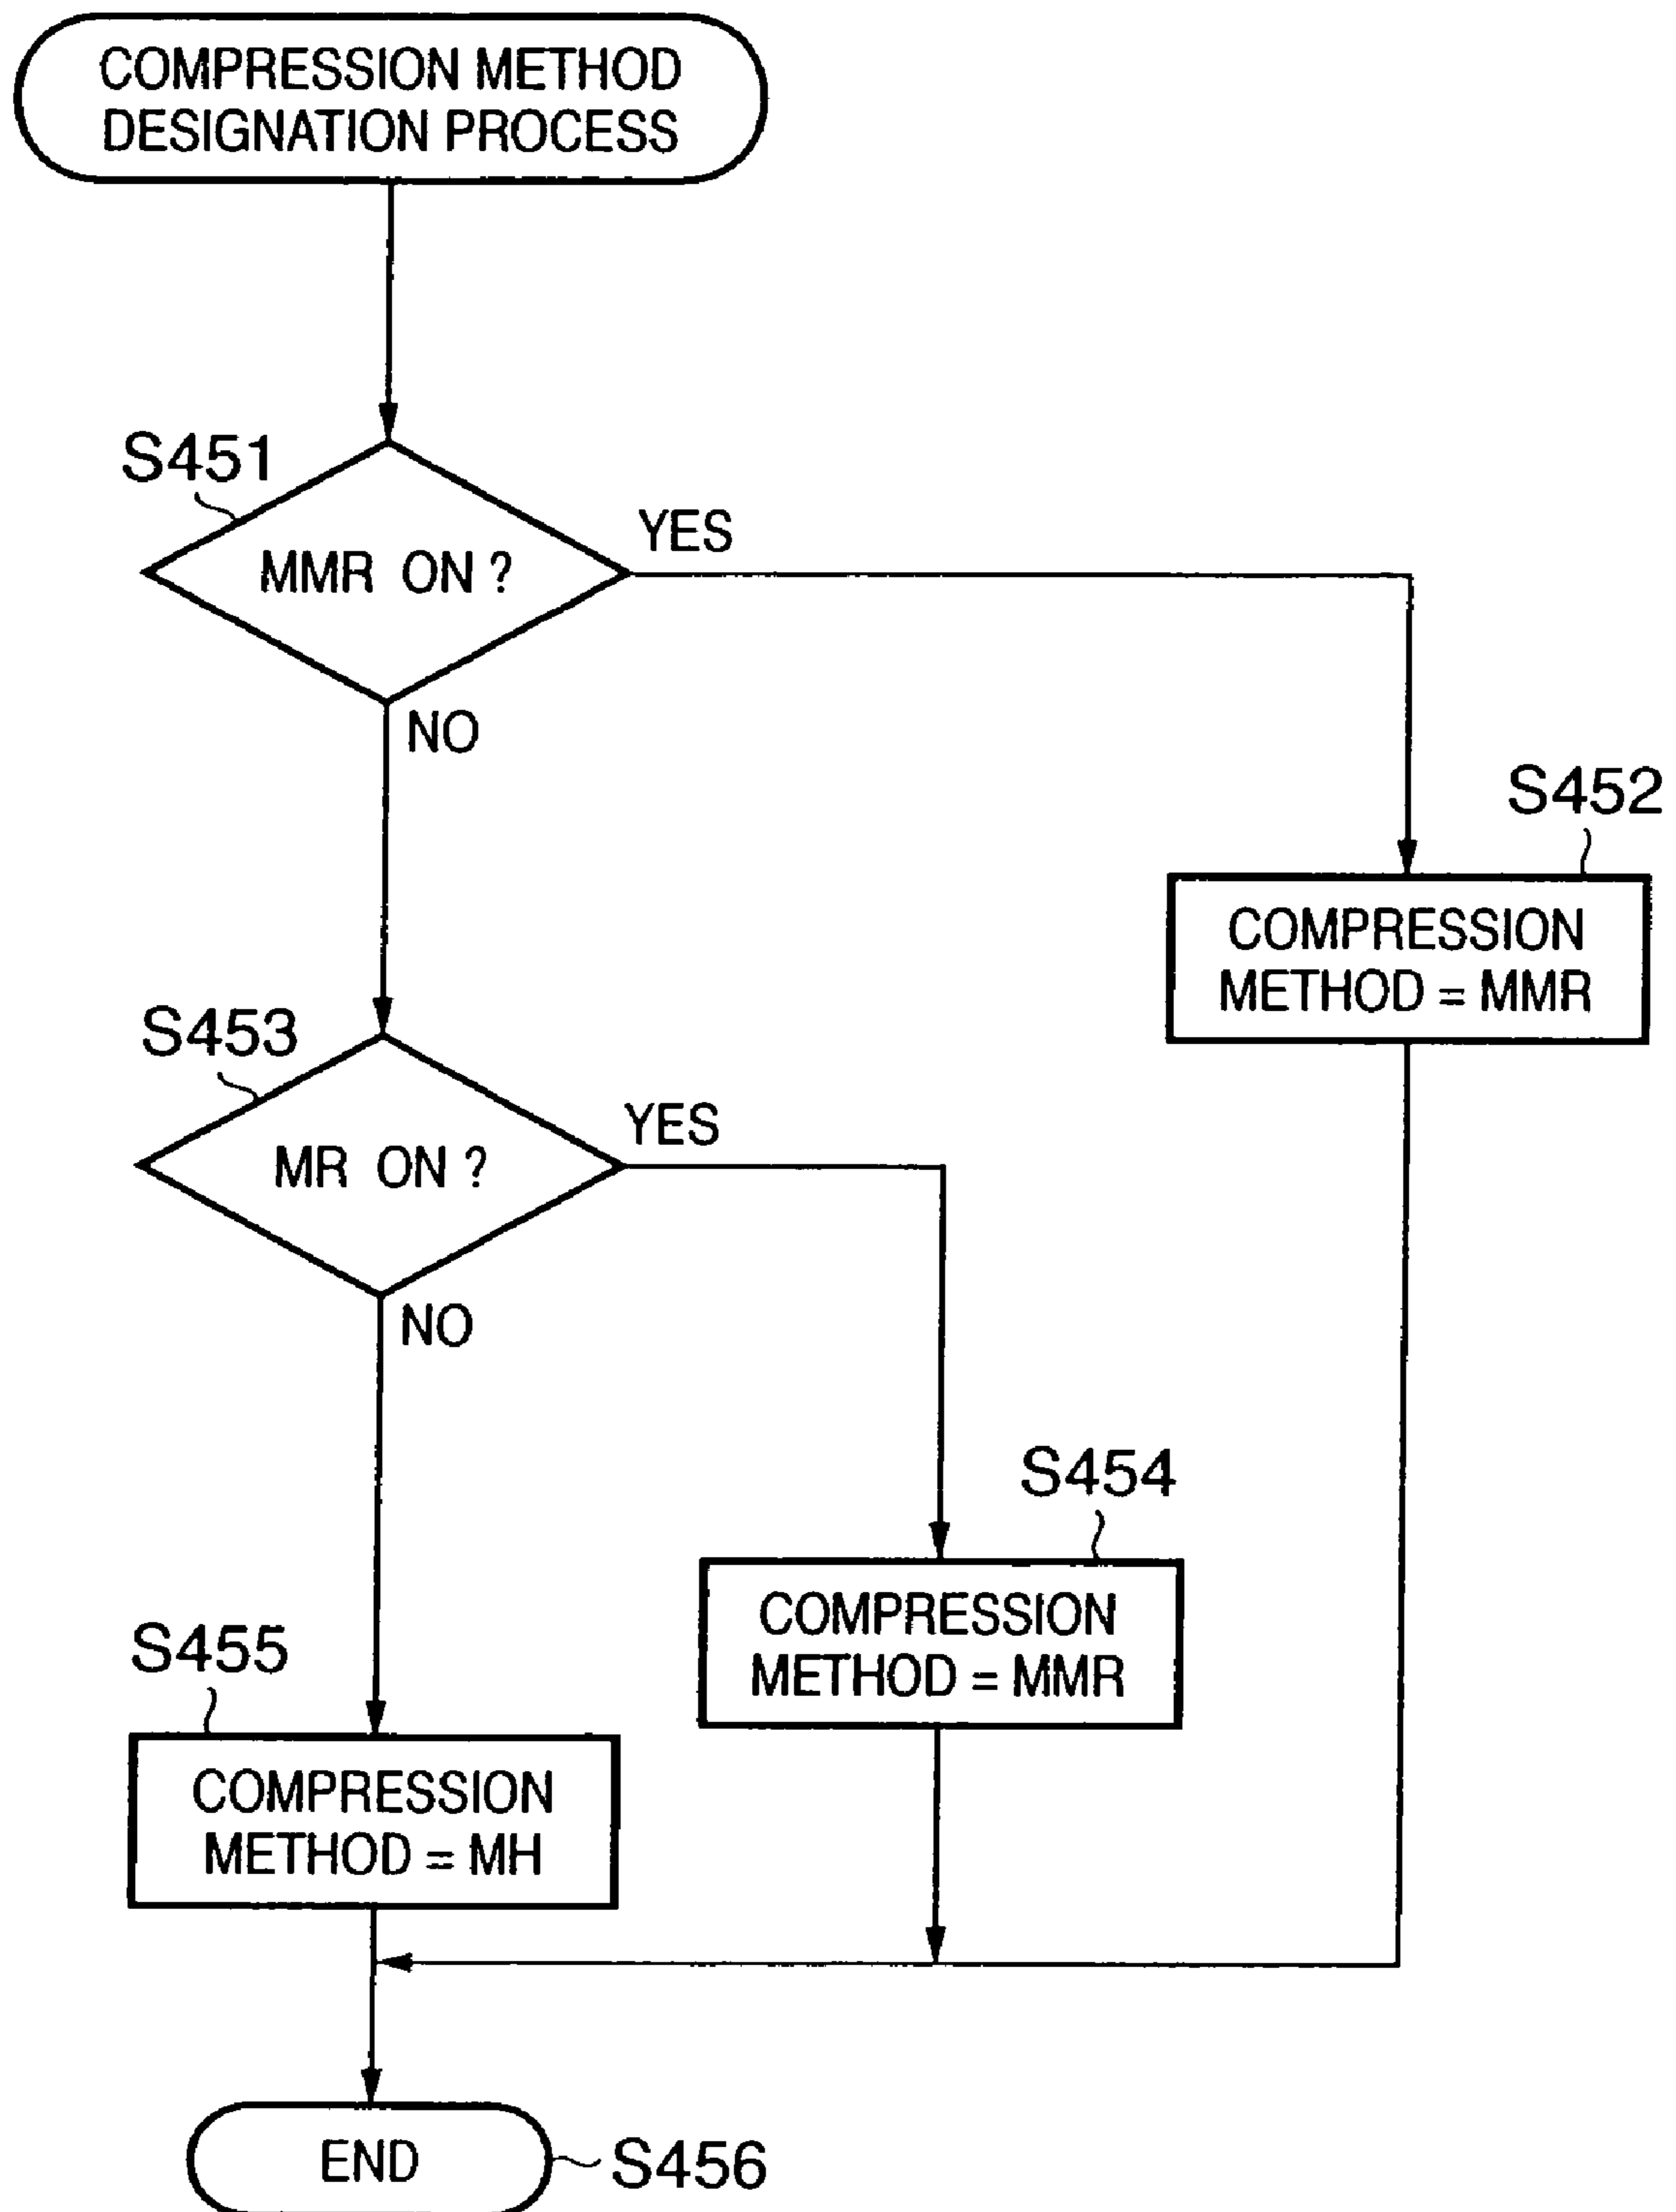 COMPRESSION METHOD
DESIGNATION PROCESS
S451
MMR ON ?
YES
NO
S452
COMPRESSION
METHOD = MMR
S453
MR ON ?
YES
NO
S454
COMPRESSION
METHOD = MMR
S455
COMPRESSION
METHOD = MH
END
S456